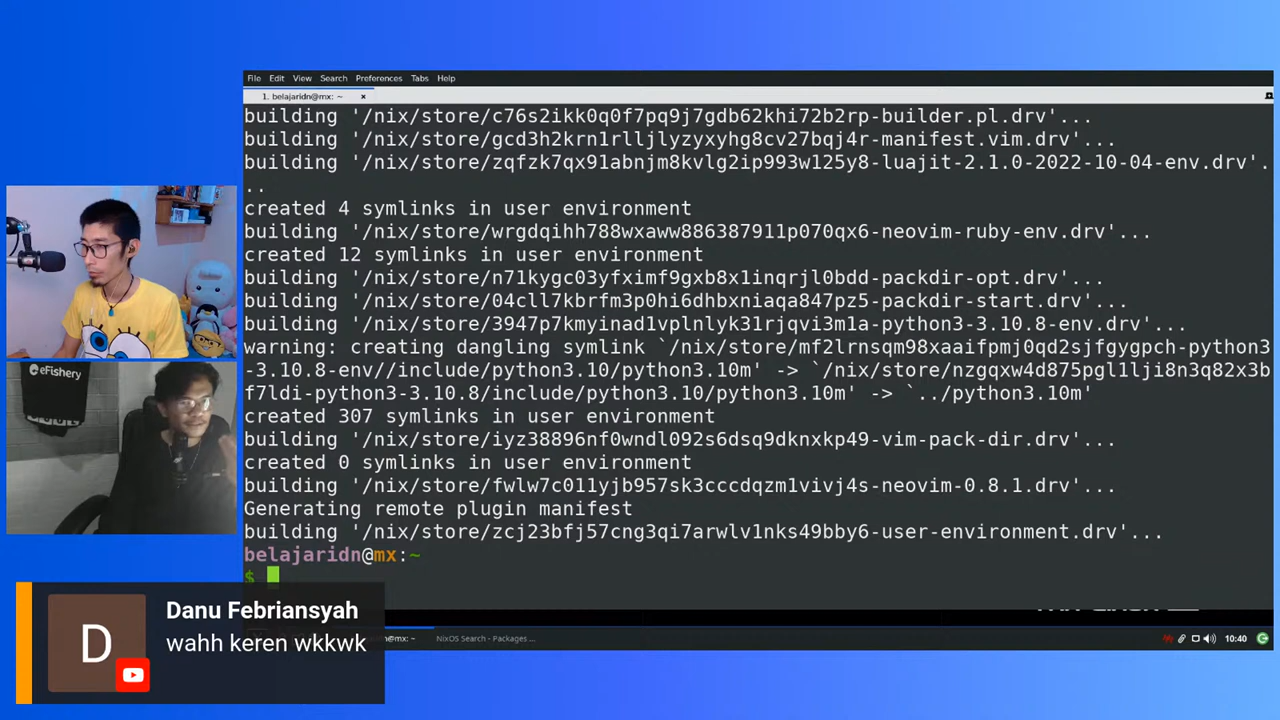 File Edit View Search Preferences Tabs Help
1. belajaridn@mx: ~ ×
building '/nix/store/c76s2ikk0q0f7pq9j7gdb62khi72b2rp-builder.pl.drv'...
building '/nix/store/gcd3h2krn1rlljlyzyxyhg8cv27bqj4r-manifest.vim.drv'...
building '/nix/store/zqfzk7qx91abnjm8kvlg2ip993w125y8-luajit-2.1.0-2022-10-04-env.drv'.
..
created 4 symlinks in user environment
building '/nix/store/wrgdqihh788wxaww886387911p070qx6-neovim-ruby-env.drv'...
created 12 symlinks in user environment
building '/nix/store/n71kygc03yfximf9gxb8x1inqrjl0bdd-packdir-opt.drv'...
building '/nix/store/04cll7kbrfm3p0hi6dhbxniaqa847pz5-packdir-start.drv'...
building '/nix/store/3947p7kmyinad1vplnlyk31rjqvi3m1a-python3-3.10.8-env.drv'...
warning: creating dangling symlink `/nix/store/mf2lrnsqm98xaaifpmj0qd2sjfgygpch-python3
-3.10.8-env//include/python3.10/python3.10m' -> `/nix/store/nzgqxw4d875pgl1lji8n3q82x3b
f7ldi-python3-3.10.8/include/python3.10/python3.10m' -> `../python3.10m'
created 307 symlinks in user environment
building '/nix/store/iyz38896nf0wndl092s6dsq9dknxkp49-vim-pack-dir.drv'...
created 0 symlinks in user environment
building '/nix/store/fwlw7c011yjb957sk3cccdqzm1vivj4s-neovim-0.8.1.drv'...
Generating remote plugin manifest
building '/nix/store/zcj23bfj57cng3qi7arwlv1nks49bby6-user-environment.drv'...
belajaridn@mx:~
$
@mx: ~ NixOS Search - Packages ... 10:40
eFishery
D
Danu Febriansyah
wahh keren wkkwk